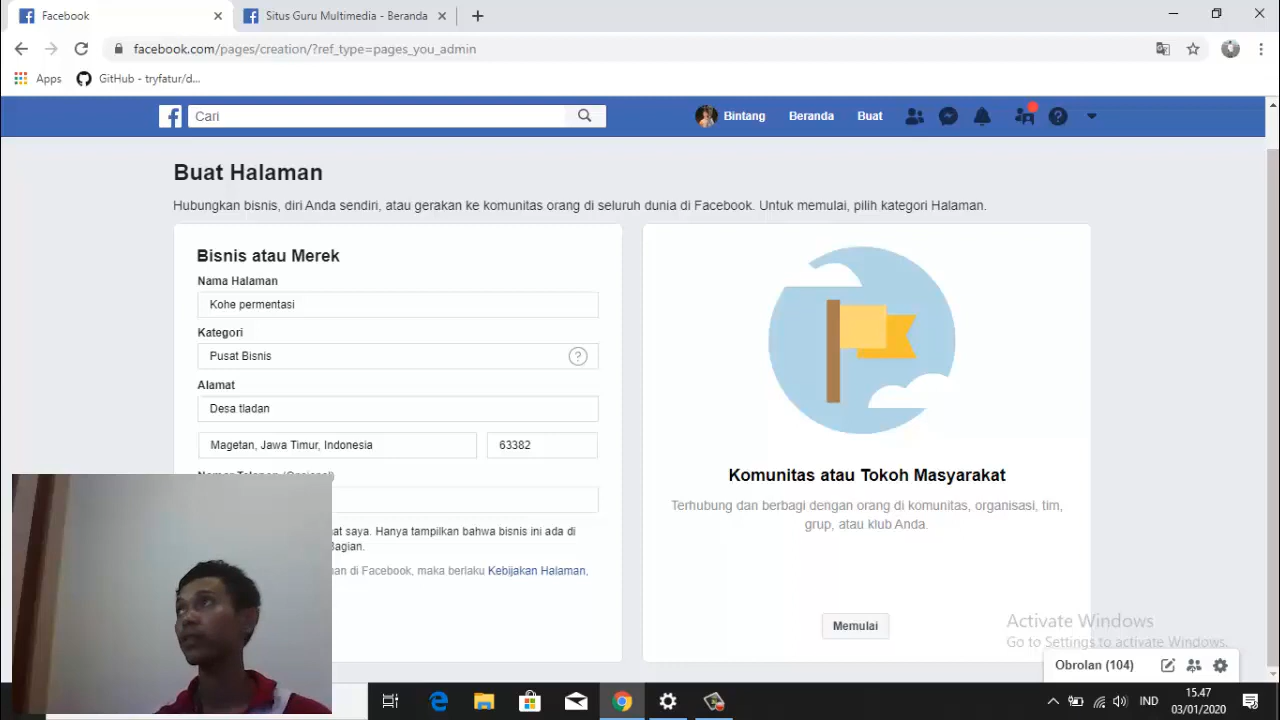 Facebook
Situs Guru Multimedia - Beranda
facebook.com/pages/creation/?ref_type=pages_you_admin
Apps
GitHub - tryfatur/d...
Cari
Bintang
Beranda
Buat
Buat Halaman
Hubungkan bisnis, diri Anda sendiri, atau gerakan ke komunitas orang di seluruh dunia di Facebook. Untuk memulai, pilih kategori Halaman.
Bisnis atau Merek
Nama Halaman
Kohe permentasi
Kategori
Pusat Bisnis
?
Alamat
Desa tladan
Magetan, Jawa Timur, Indonesia
63382
Nomor Telepon (Opsional)
at saya. Hanya tampilkan bahwa bisnis ini ada di
Bagian.
an di Facebook, maka berlaku Kebijakan Halaman,
Komunitas atau Tokoh Masyarakat
Terhubung dan berbagi dengan orang di komunitas, organisasi, tim,
grup, atau klub Anda.
Memulai
Activate Windows
Go to Settings to activate Windows.
Obrolan (104)
IND
15.47
03/01/2020